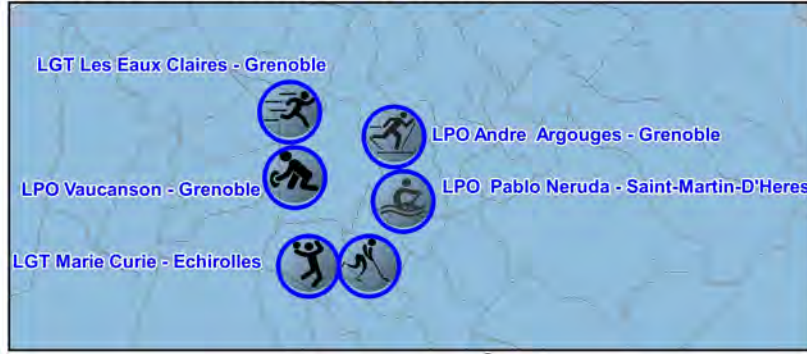 LGT Les Eaux Claires - Grenoble
LPO Andre  Argouges - Grenoble
LPO Vaucanson - Grenoble
LPO  Pablo Neruda - Saint-Martin-D'Heres
LGT Marie Curie - Echirolles